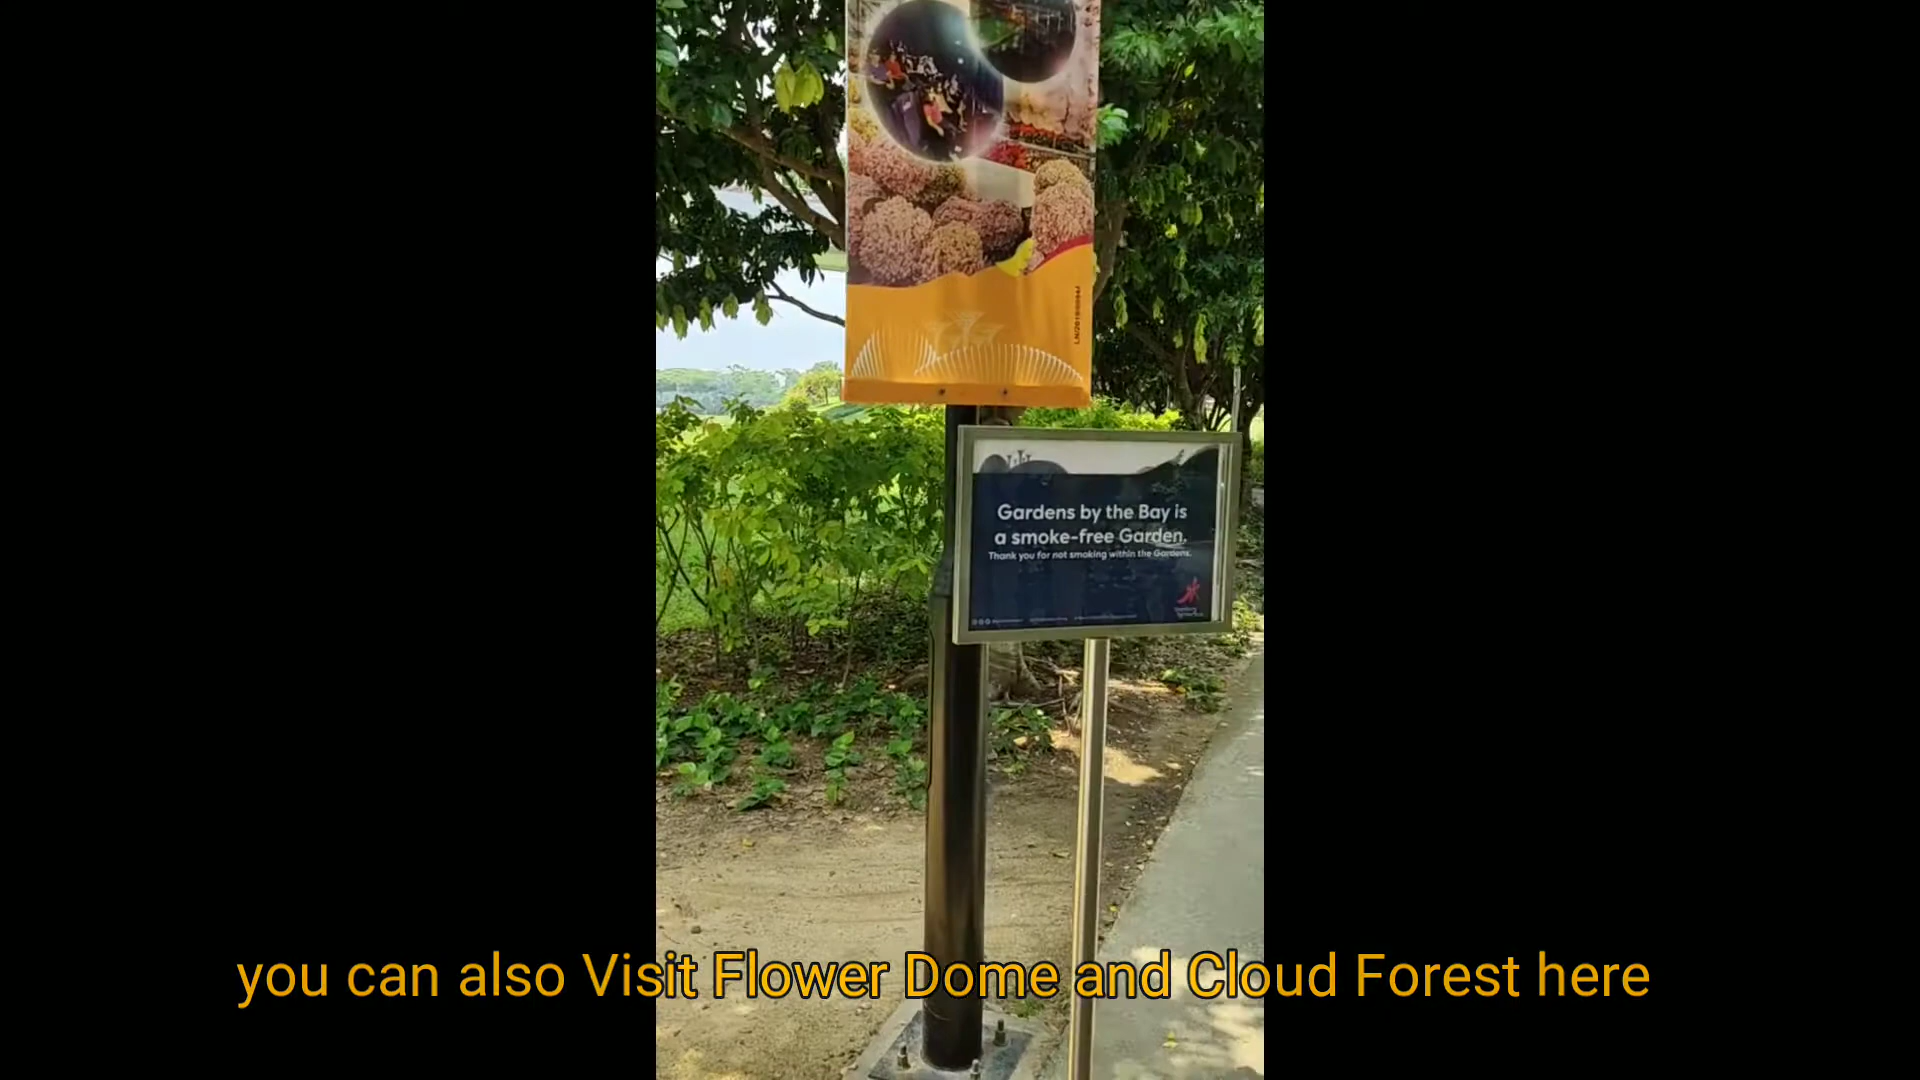 Gardens by the Bay is
a smoke-free Garden.
Thank you for not smoking within the Gardens.
you can also Visit Flower Dome and Cloud Forest here